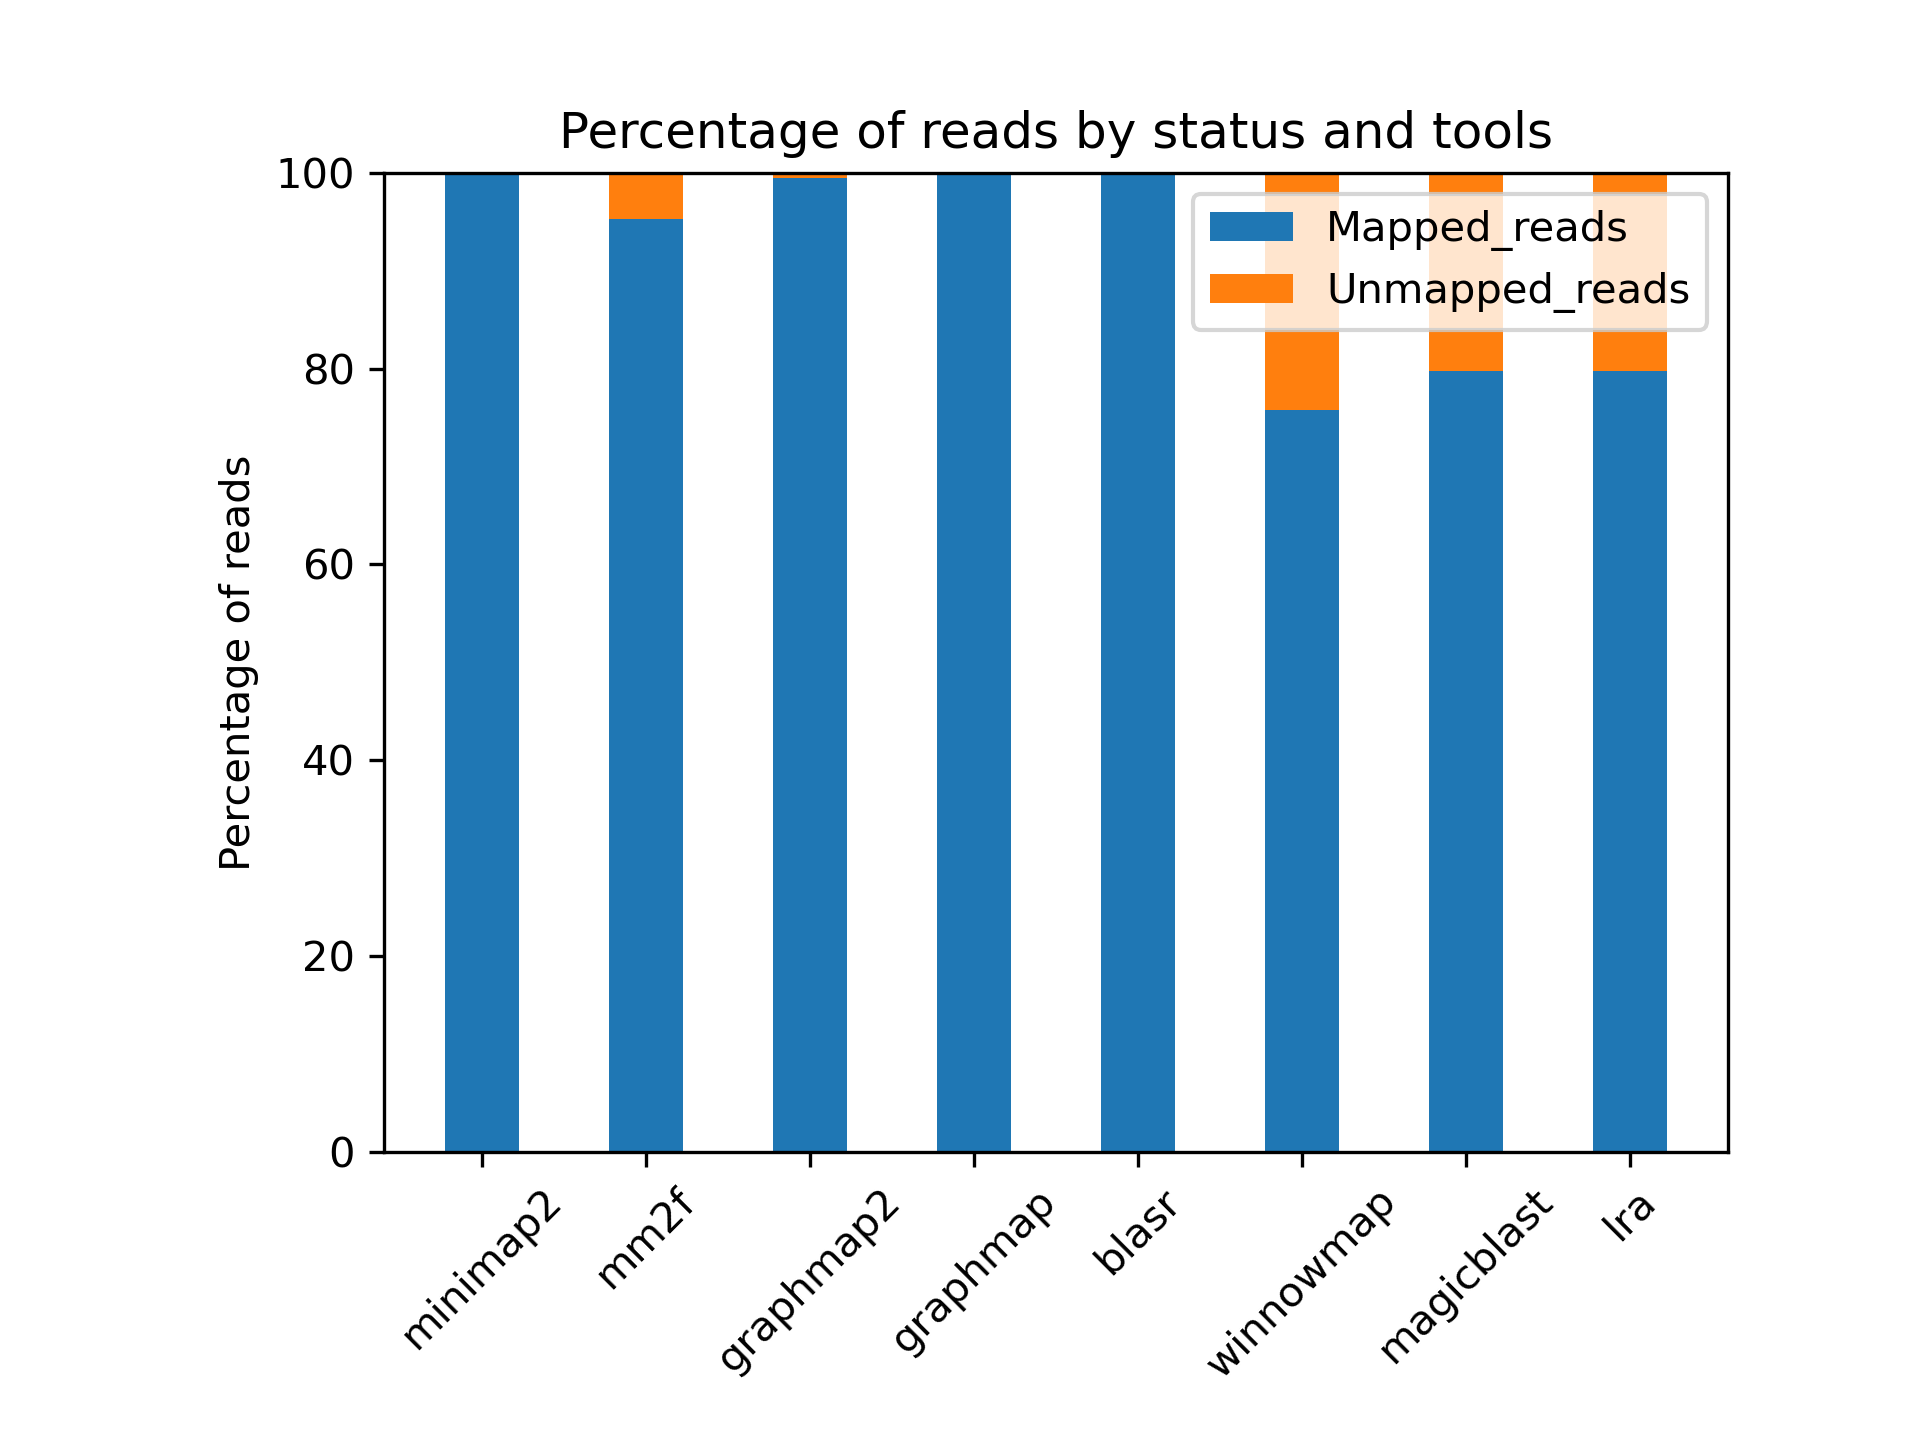 Percentage of reads by status and tools
100
80
60
40
20
0
Percentage of reads
Mapped_reads
Unmapped_reads
minimap2
mm2f
graphmap2
graphmap
blasr
winnowmap
magicblast
lra